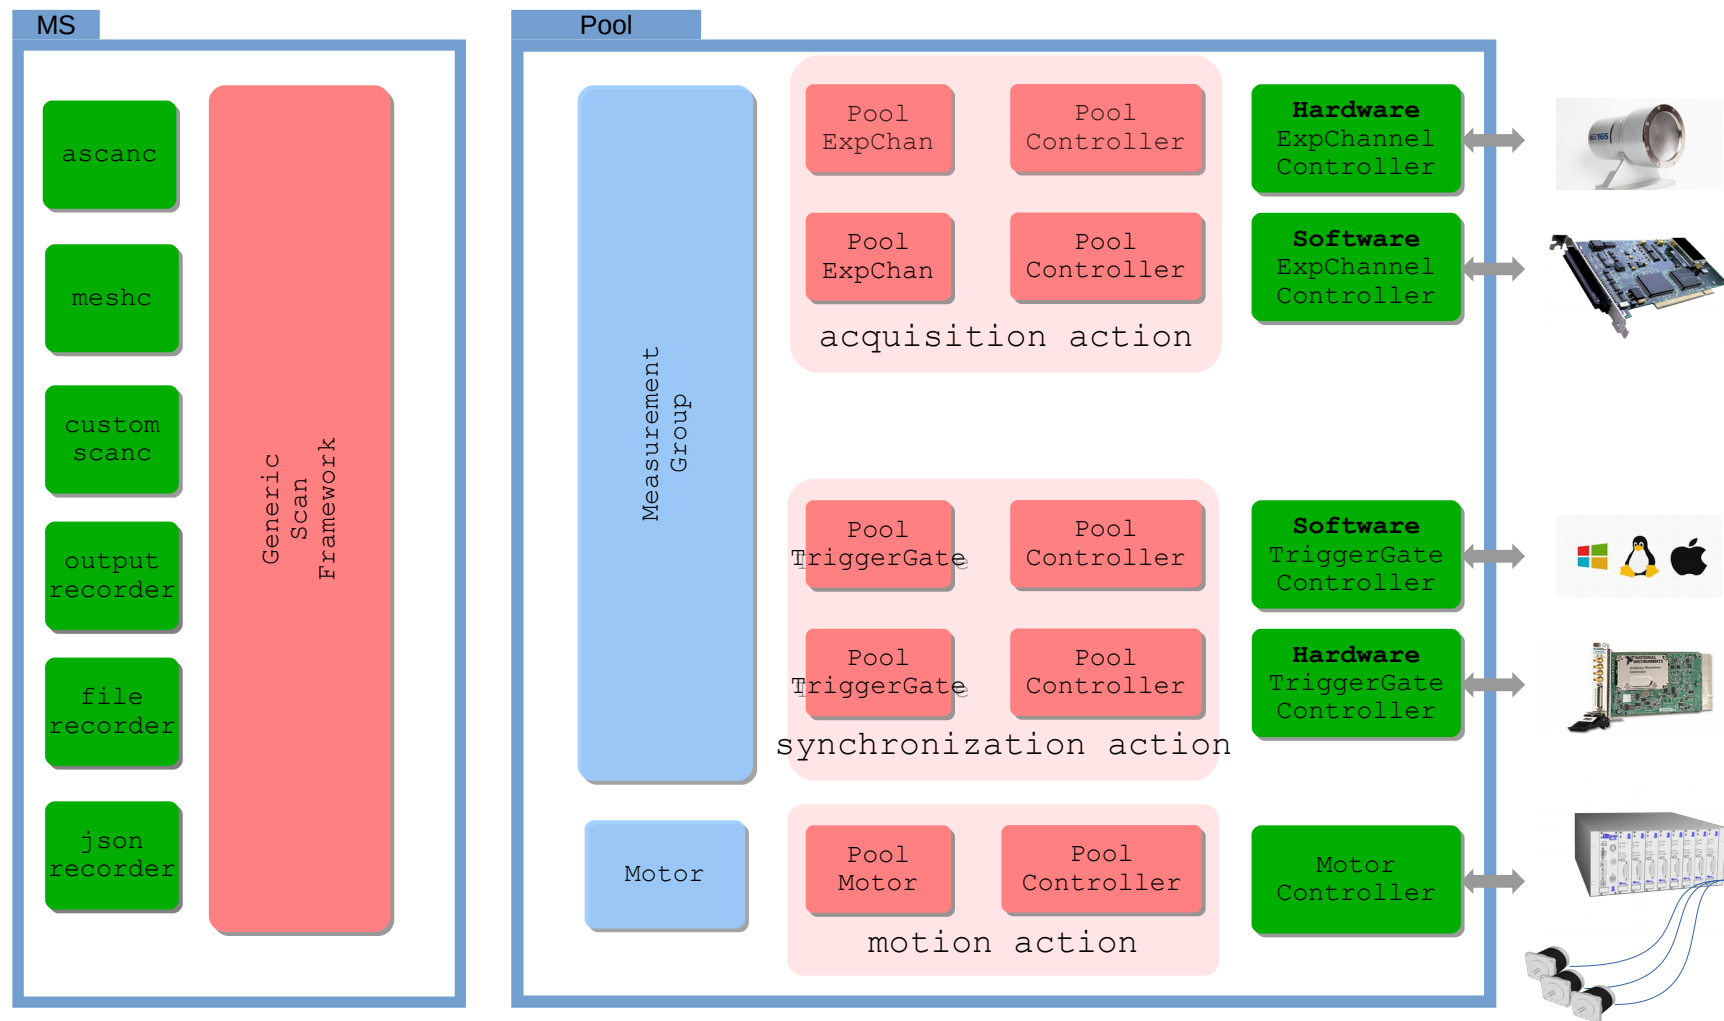 MS
Pool
ascanc
meshc
custom
scanc
output
recorder
file
recorder
json
recorder
Generic
Scan
Framework
Measurement
Group
Motor
Pool
ExpChan
Pool
Controller
Pool
ExpChan
Pool
Controller
acquisition action
Pool
TriggerGate
Pool
Controller
Pool
TriggerGate
Pool
Controller
synchronization action
Pool
Motor
Pool
Controller
motion action
Hardware
ExpChannel
Controller
Software
ExpChannel
Controller
Software
TriggerGate
Controller
Hardware
TriggerGate
Controller
Motor
Controller
165
NATIONAL
INSTRUMENTS